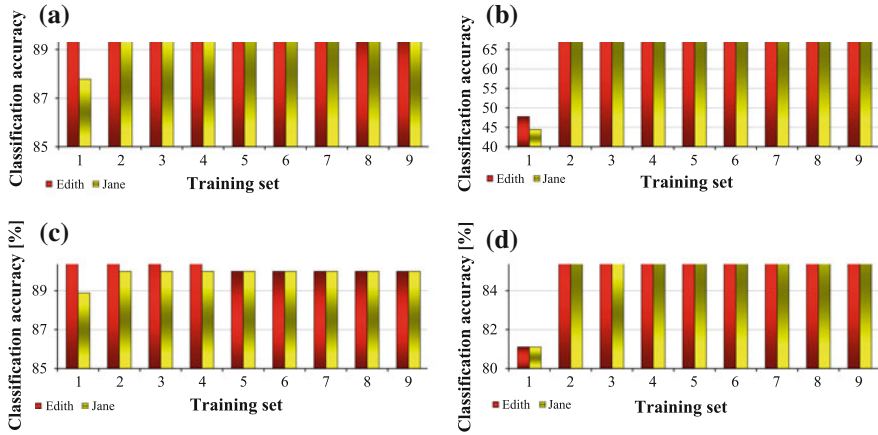 (a)
Classification accuracy
89
87
85
1 2 3 4 5 6 7 8 9
Edith Jane
Training set
(b)
Classification accuracy
65
60
55
50
45
40
1 2 3 4 5 6 7 8 9
Edith Jane
Training set
(c)
Classification accuracy [%]
89
87
85
1 2 3 4 5 6 7 8 9
Edith Jane
Training set
(d)
Classification accuracy [%]
84
82
80
1 2 3 4 5 6 7 8 9
Edith Jane
Training set